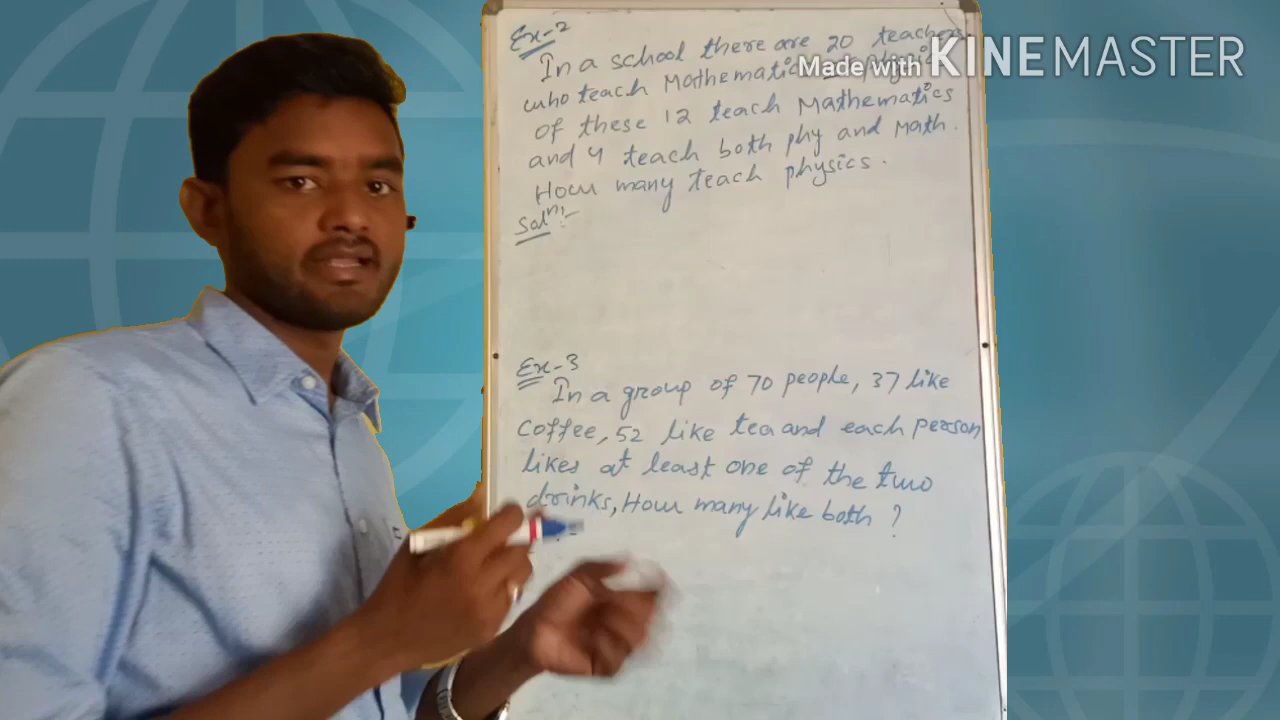 Ex-2
In a school there are 20 teachers
Made with KINEMASTER
who teach Mathematics
of these 12 teach Mathematics
and 4 teach both phy and Math.
How many teach physics.
Solⁿ:-
Ex-3
In a group of 70 people, 37 like
coffee, 52 like tea and each person
likes at least one of the two
drinks, How many like both ?